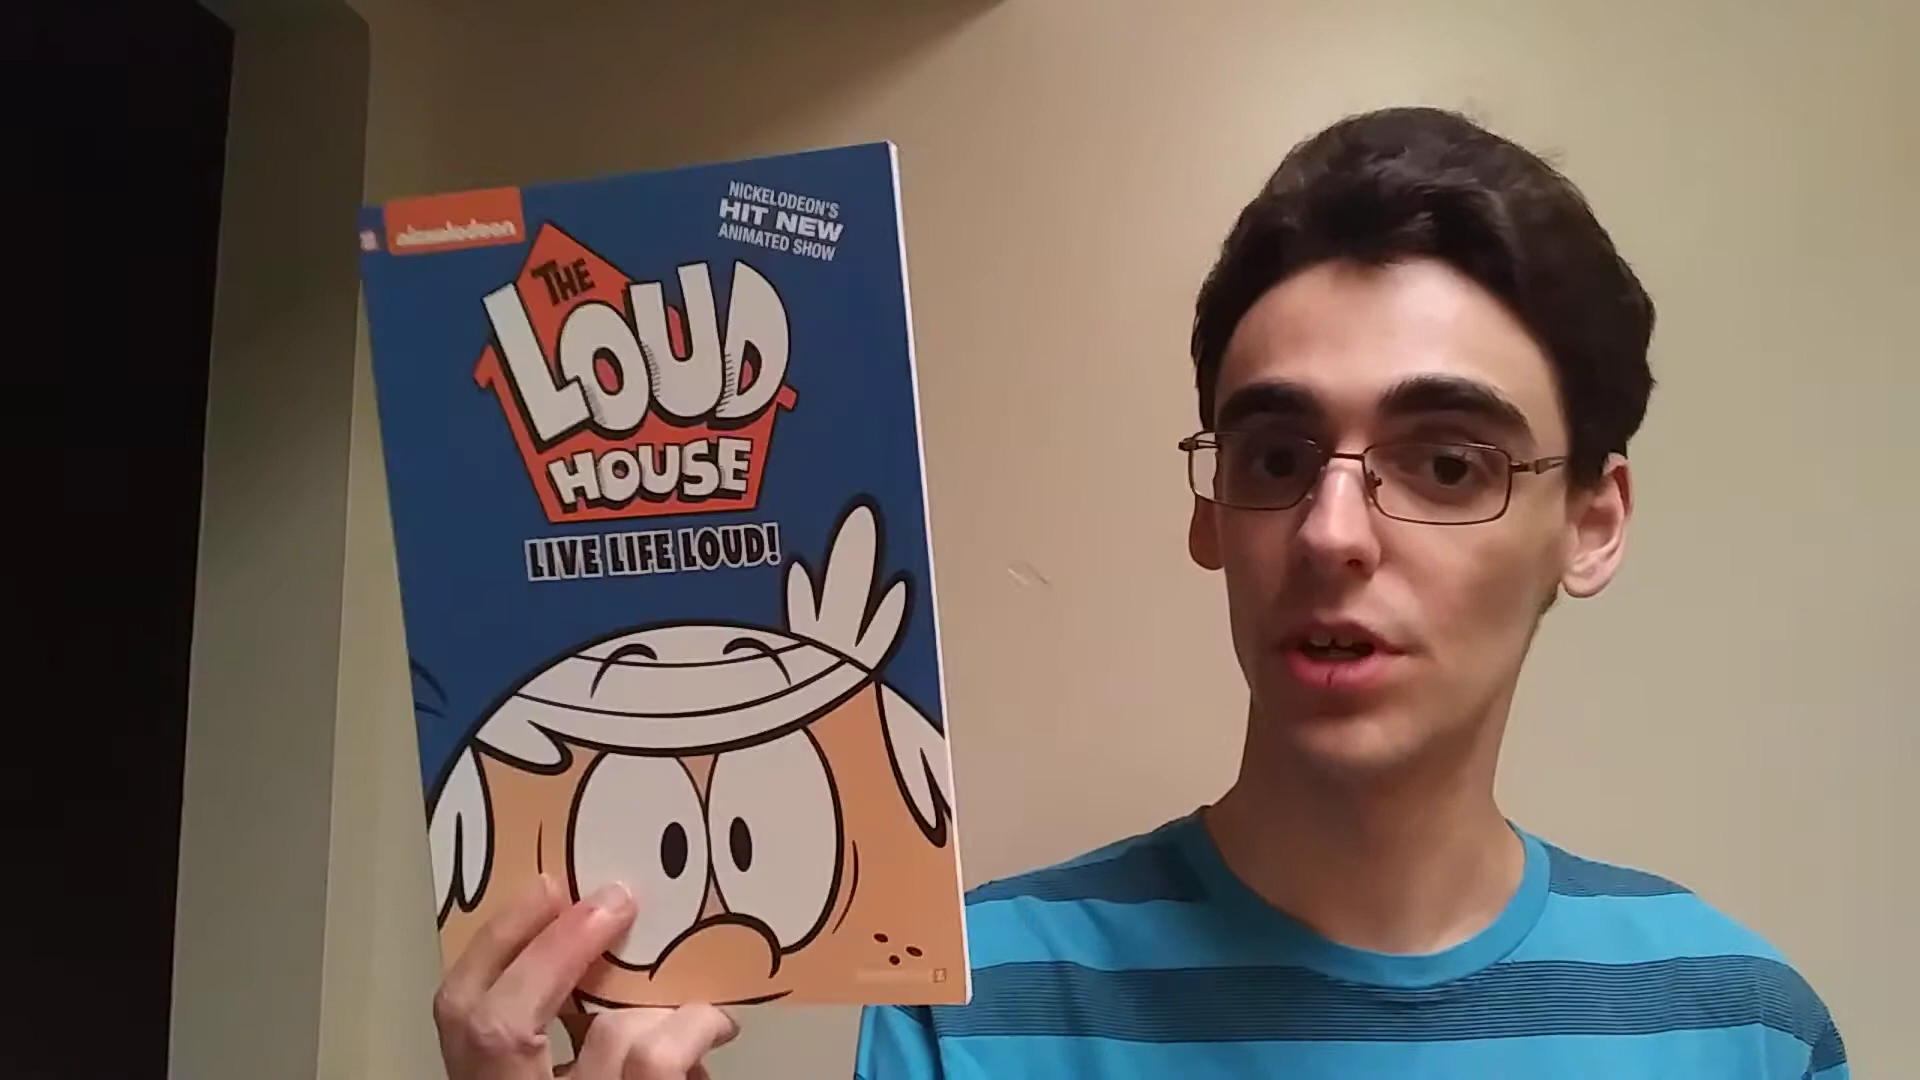 nickelodeon
NICKELODEON'S
HIT NEW
ANIMATED SHOW
THE
LOUD
HOUSE
LIVE LIFE LOUD!